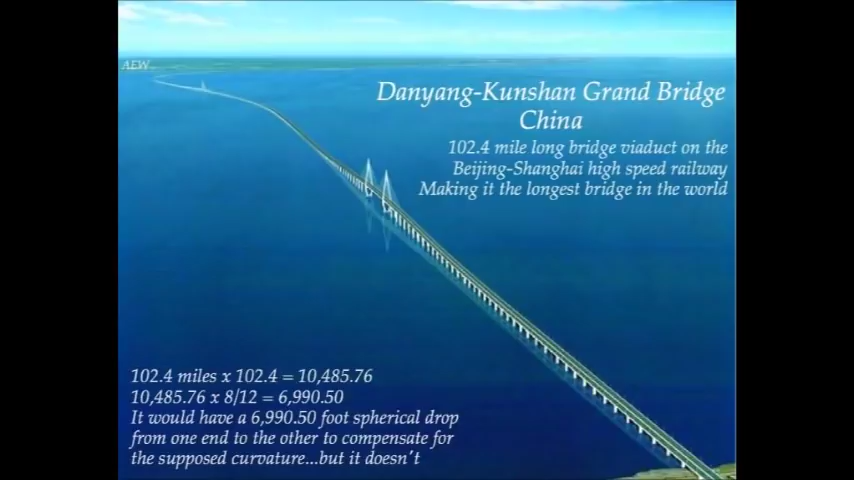 AEW
Danyang-Kunshan Grand Bridge
China
102.4 mile long bridge viaduct on the
Beijing-Shanghai high speed railway
Making it the longest bridge in the world
102.4 miles x 102.4 = 10,485.76
10,485.76 x 8/12 = 6,990.50
It would have a 6,990.50 foot spherical drop
from one end to the other to compensate for
the supposed curvature...but it doesn't